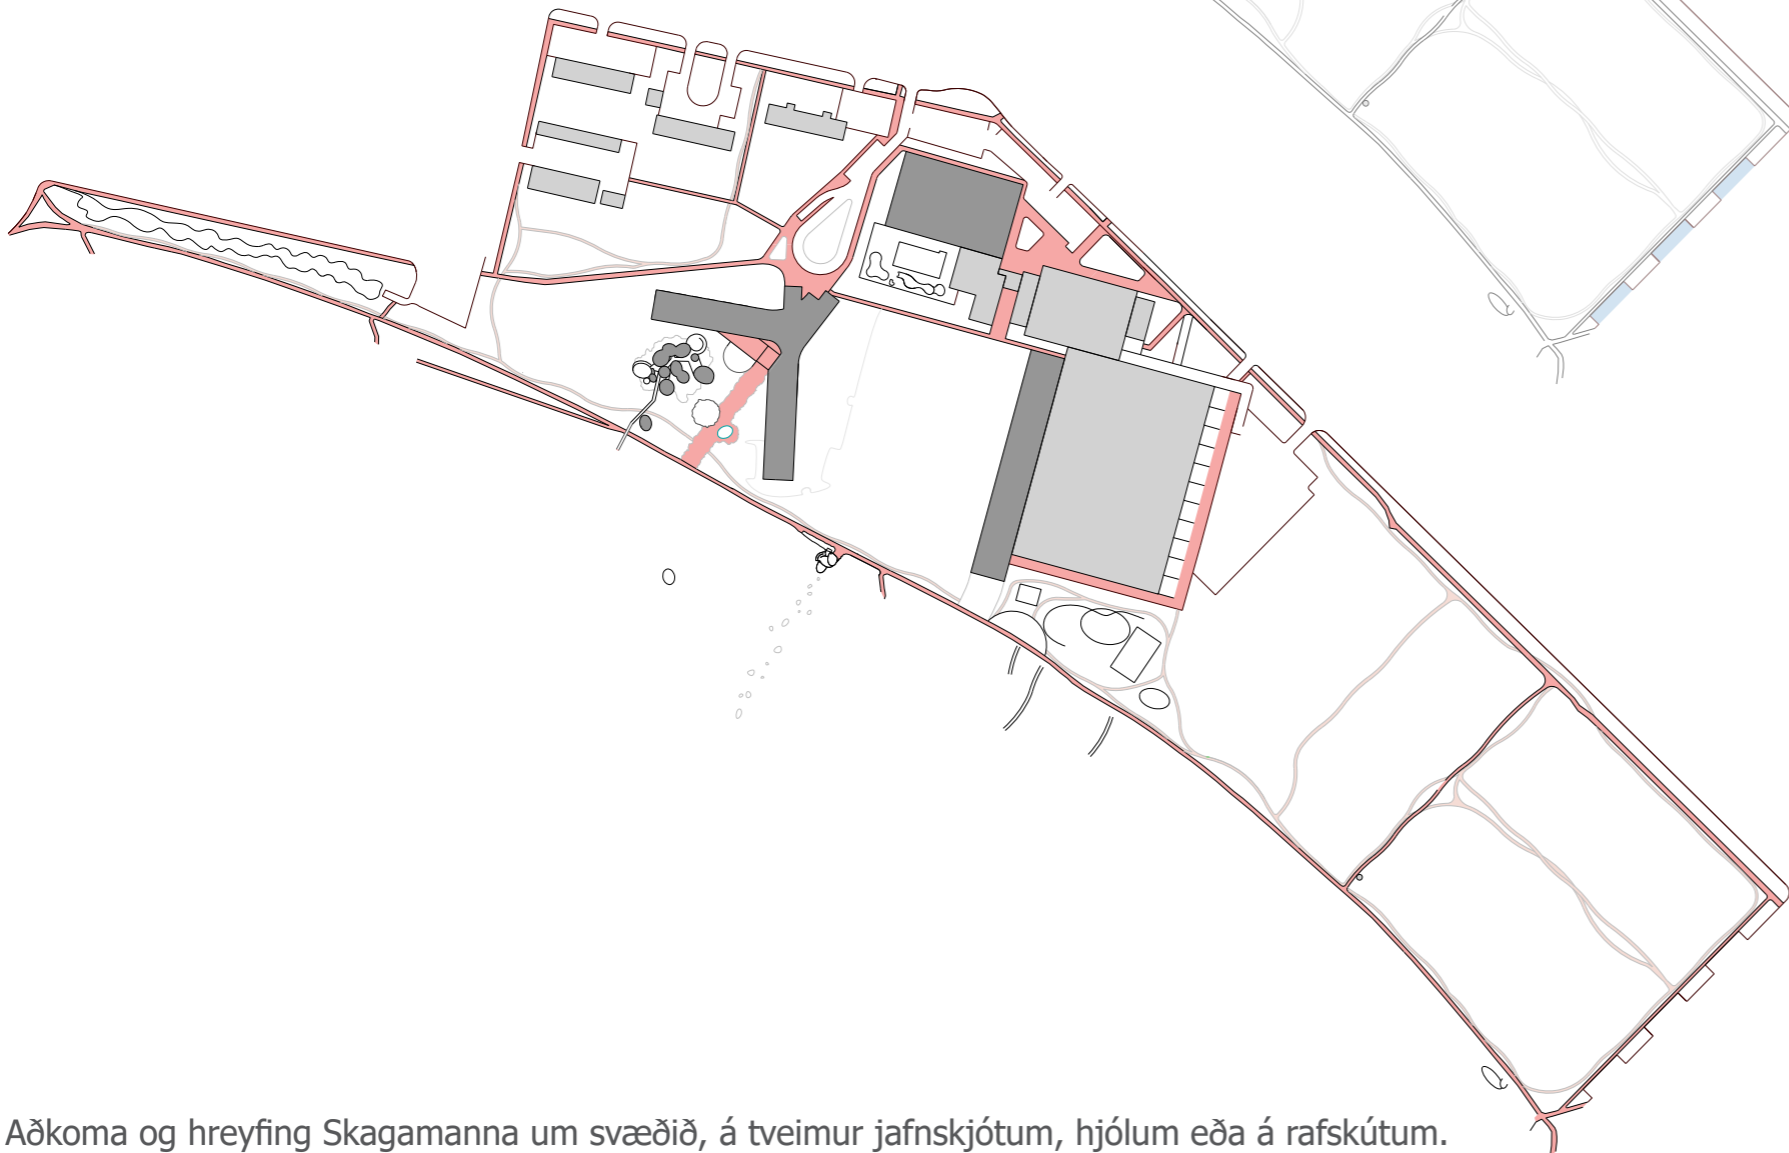 Aðkoma og hreyfing Skagamanna um svæðið, á tveimur jafnskjótum, hjólum eða á rafskútum.